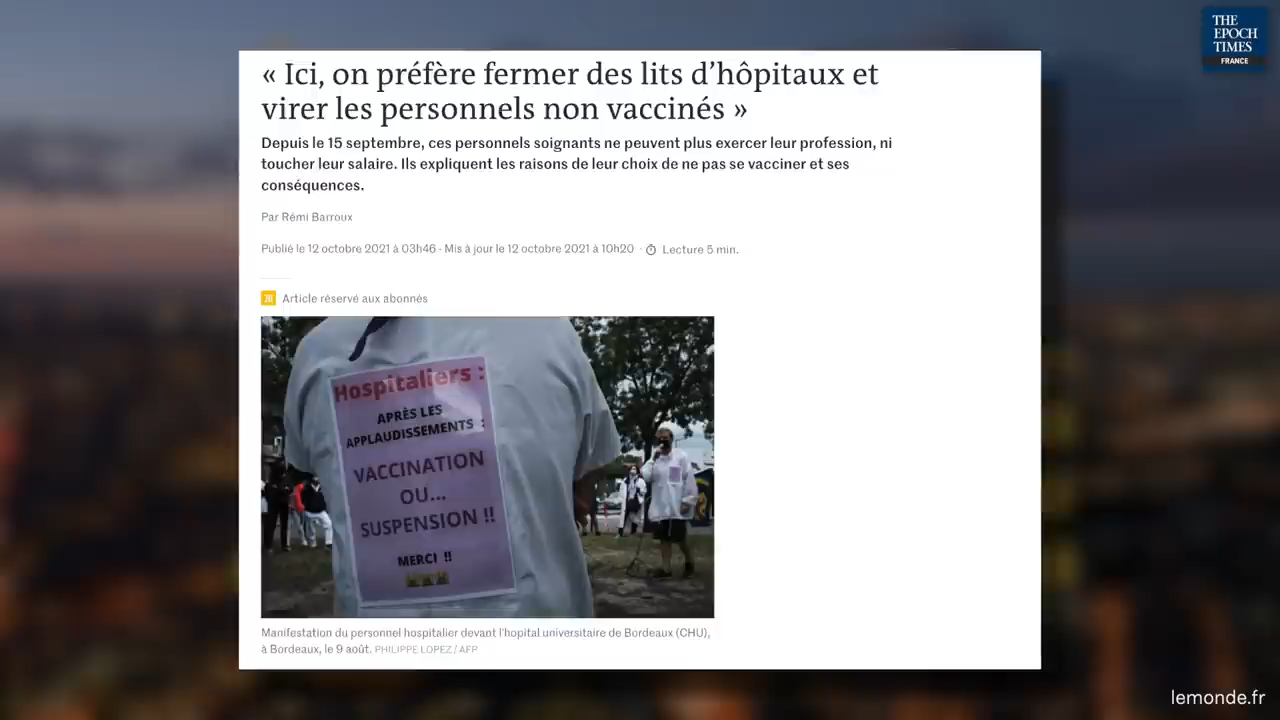 THE
EPOCH
TIMES
FRANCE
« Ici, on préfère fermer des lits d’hôpitaux et
virer les personnels non vaccinés »
Depuis le 15 septembre, ces personnels soignants ne peuvent plus exercer leur profession, ni
toucher leur salaire. Ils expliquent les raisons de leur choix de ne pas se vacciner et ses
conséquences.
Par Rémi Barroux
Publié le 12 octobre 2021 à 03h46 - Mis à jour le 12 octobre 2021 à 10h20 · Lecture 5 min.
Article réservé aux abonnés
Hospitaliers :
APRÈS LES
APPLAUDISSEMENTS :
VACCINATION
OU...
SUSPENSION !!
MERCI !!
Manifestation du personnel hospitalier devant l'hopital universitaire de Bordeaux (CHU),
à Bordeaux, le 9 août. PHILIPPE LOPEZ / AFP
lemonde.fr